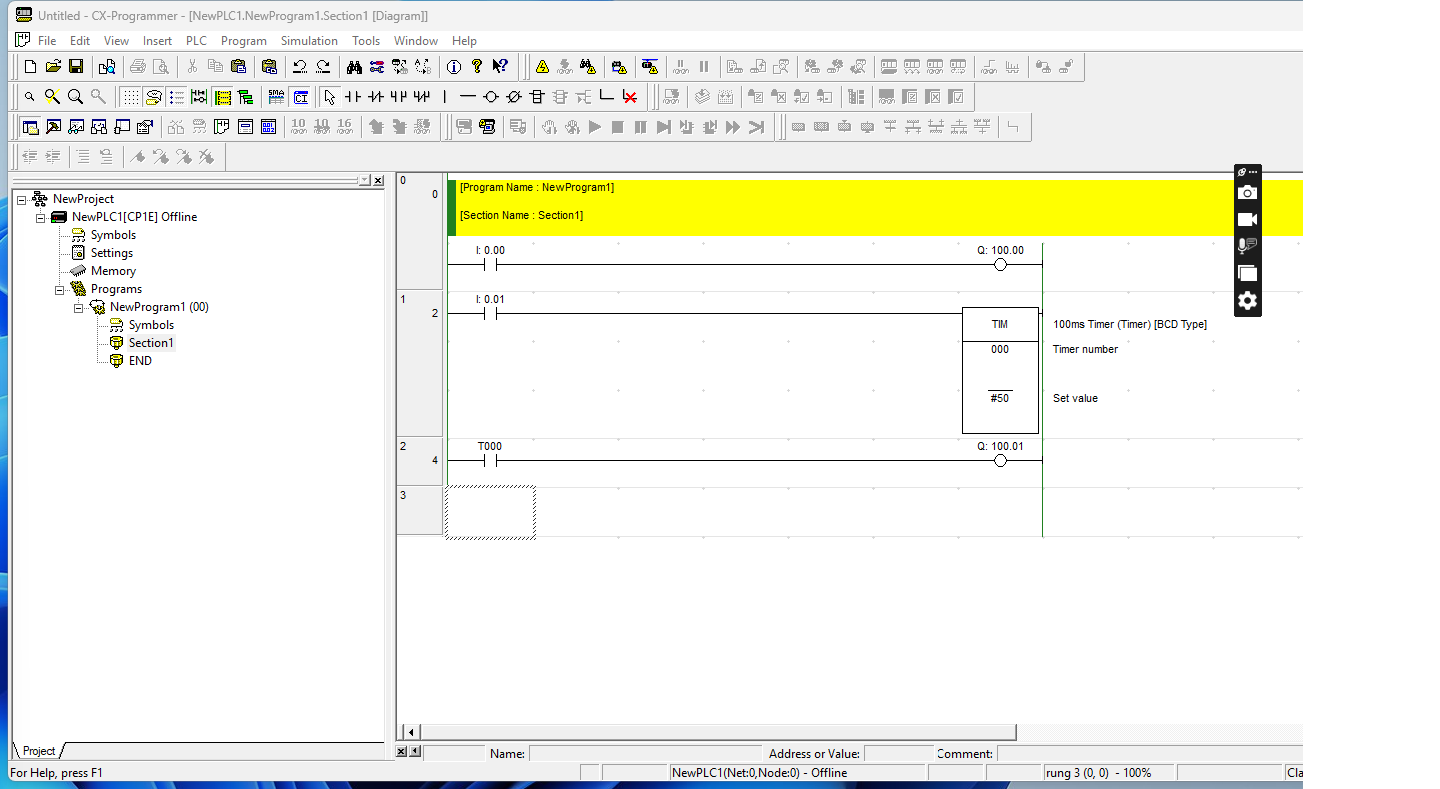 Untitled - CX-Programmer - [NewPLC1.NewProgram1.Section1 [Diagram]]
File Edit View Insert PLC Program Simulation Tools Window Help
10 10 16
NewProject
NewPLC1[CP1E] Offline
Symbols
Settings
Memory
Programs
NewProgram1 (00)
Symbols
Section1
END
Project
0
0
[Program Name : NewProgram1]
[Section Name : Section1]
I: 0.00
Q: 100.00
1
2
I: 0.01
TIM
100ms Timer (Timer) [BCD Type]
000
Timer number
#50
Set value
2
4
T000
Q: 100.01
3
Name:
Address or Value:
Comment:
For Help, press F1
NewPLC1(Net:0,Node:0) - Offline
rung 3 (0, 0) - 100%
Cla